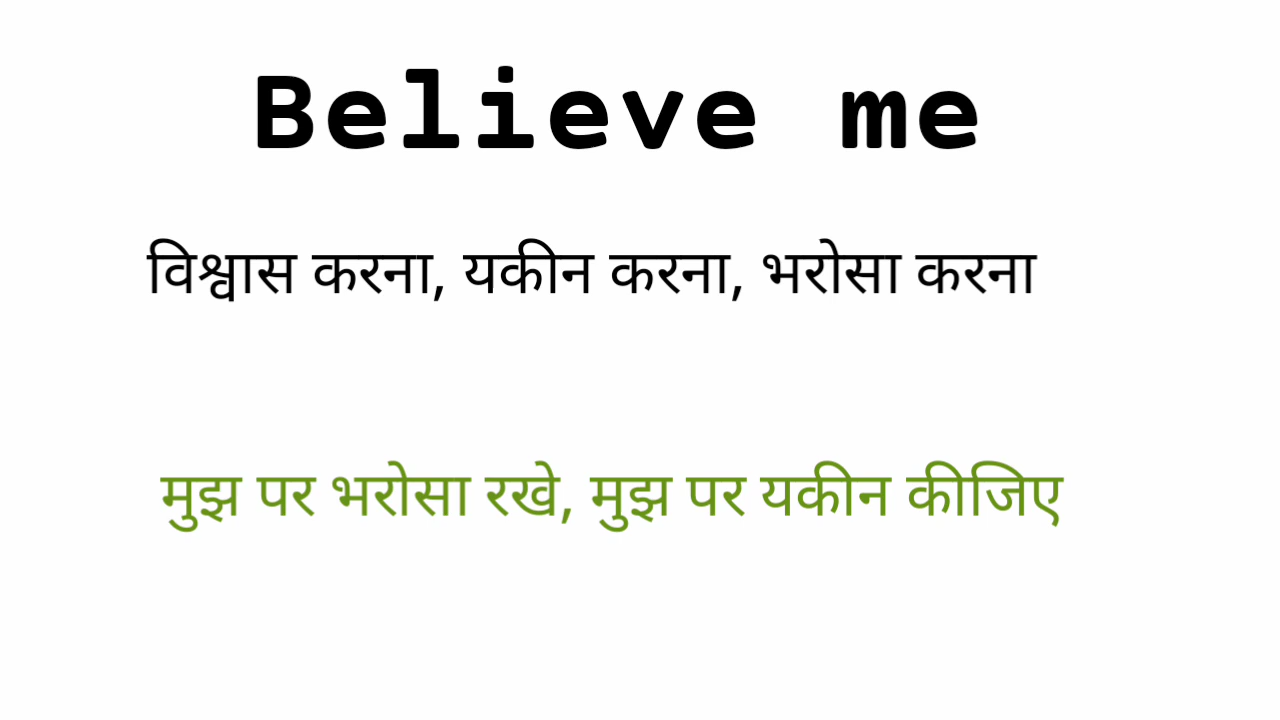 Believe me
विश्वास करना, यकीन करना, भरोसा करना
मुझ पर भरोसा रखे, मुझ पर यकीन कीजिए